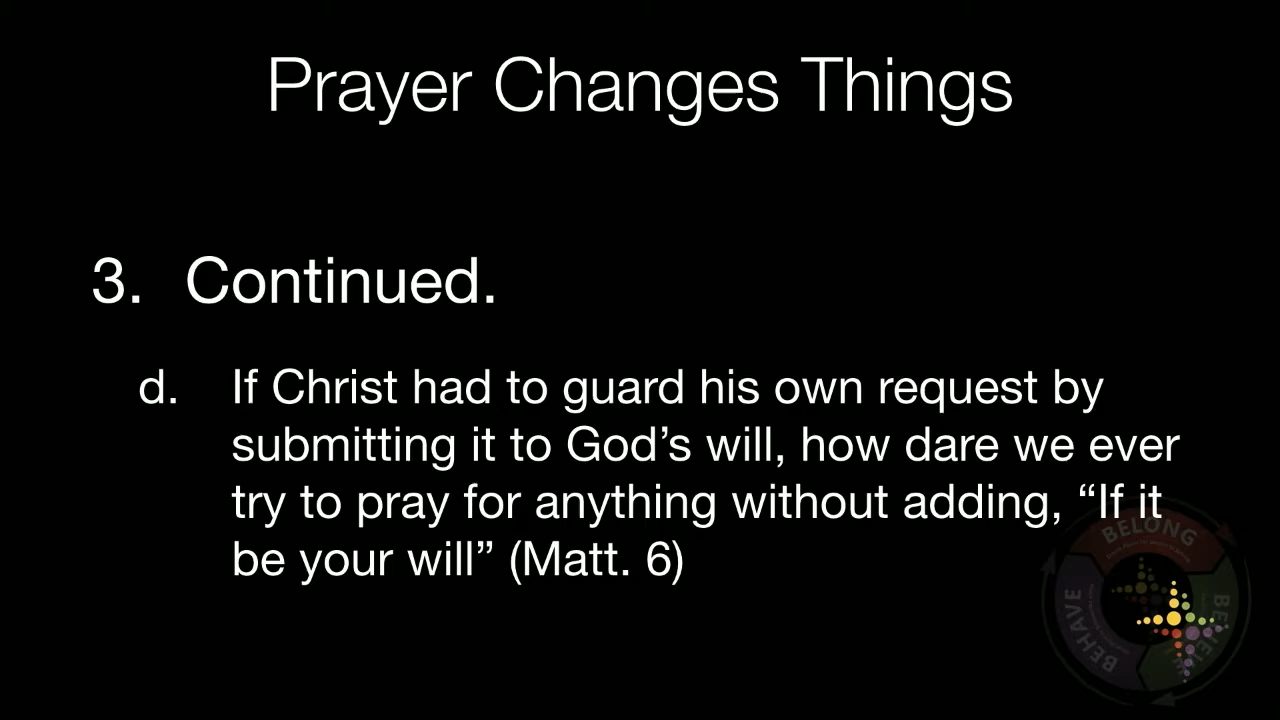 Prayer Changes Things
3. Continued.
d. If Christ had to guard his own request by
submitting it to God’s will, how dare we ever
try to pray for anything without adding, “If it
be your will” (Matt. 6)
BELONG
BEHAVE